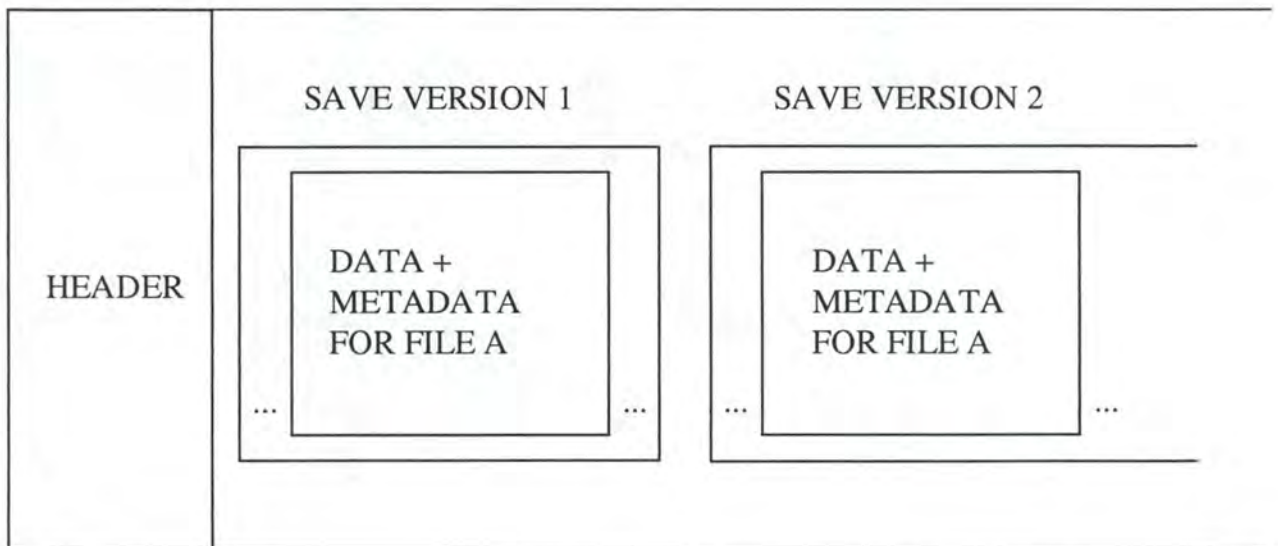 SAVE VERSION 1
SAVE VERSION 2
HEADER
DATA +
METADATA
FOR FILE A
...
...
DATA +
METADATA
FOR FILE A
...
...